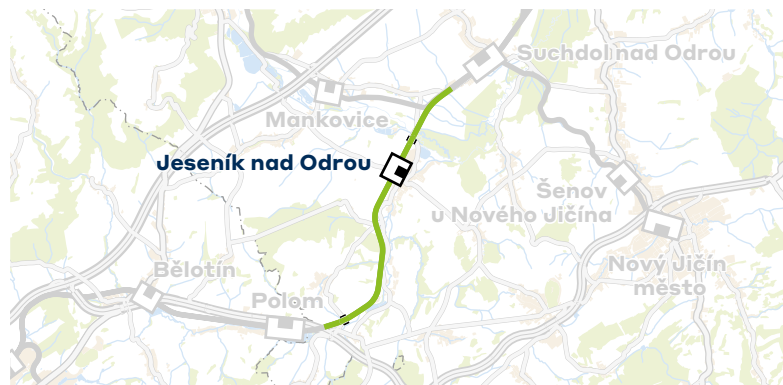 Suchdol nad Odrou
Mankovice
Jeseník nad Odrou
Šenov
u Nového Jičína
Bělotín
Nový Jičín
město
Polom